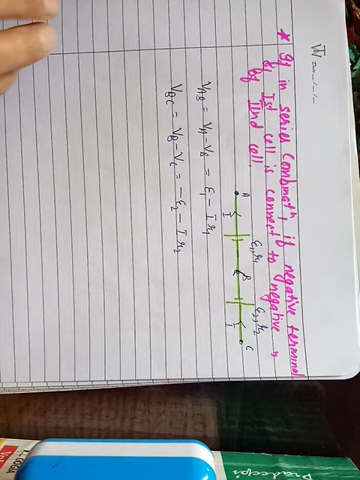 * If in series Combinatn, if negative terminal
of Ist cell is connect to negative "
of IInd cell.
A I ε₁, r₁ B ε₂, r₂ I C
V_AB = V_A - V_B = ε₁ - I r₁
V_BC = V_B - V_C = - ε₂ - I r₂
Pradeep's